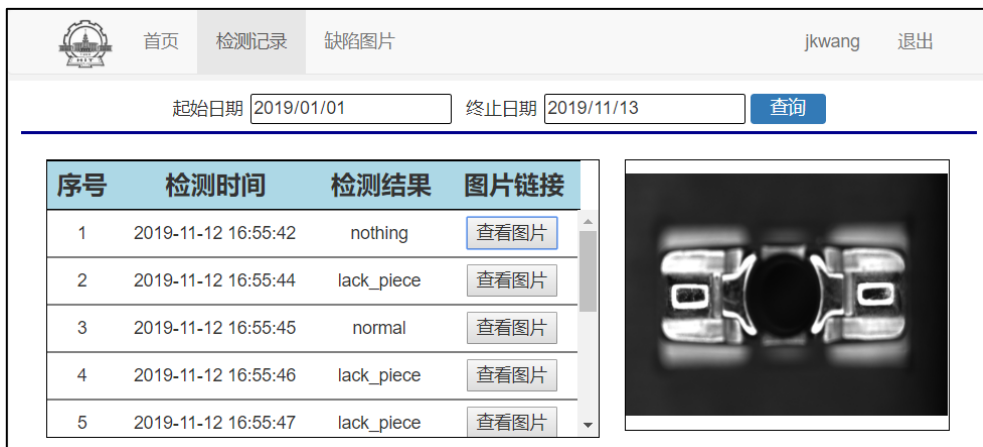 首页 检测记录 缺陷图片 jkwang 退出
起始日期 2019/01/01 终止日期 2019/11/13 查询
序号 检测时间 检测结果 图片链接
1 2019-11-12 16:55:42 nothing 查看图片
2 2019-11-12 16:55:44 lack_piece 查看图片
3 2019-11-12 16:55:45 normal 查看图片
4 2019-11-12 16:55:46 lack_piece 查看图片
5 2019-11-12 16:55:47 lack_piece 查看图片